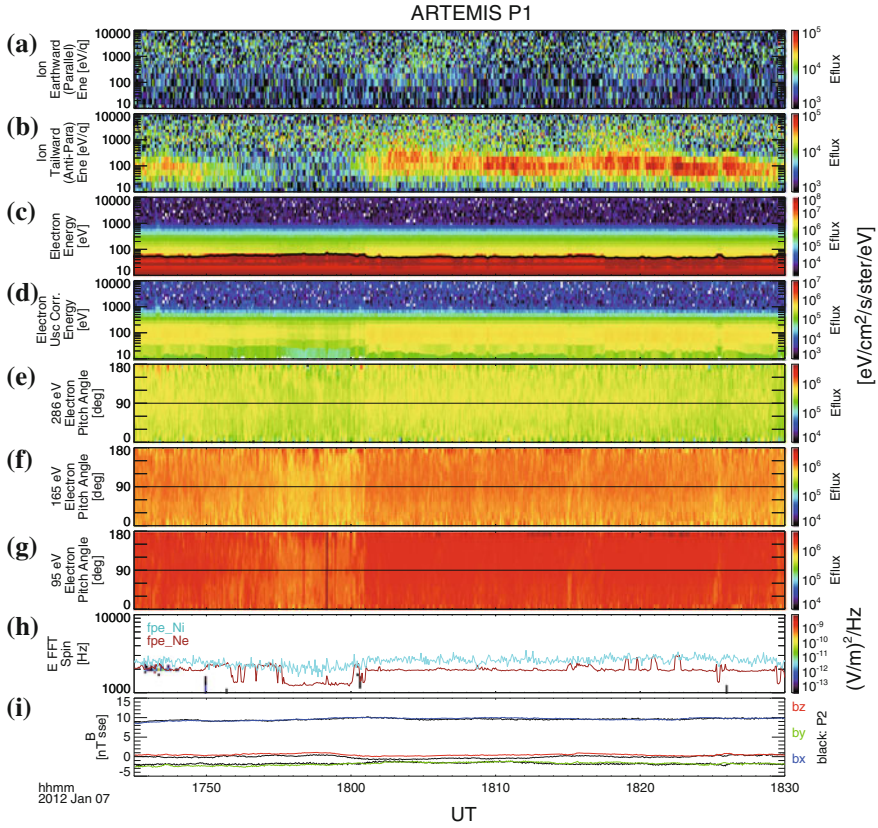 ARTEMIS P1
(a)
Ion
Earthward
(Parallel)
Ene [eV/q]
10000
1000
100
10
10^5
10^4
10^3
Eflux
(b)
Ion
Tailward
(Anti-Para)
Ene [eV/q]
10000
1000
100
10
10^5
10^4
10^3
Eflux
(c)
Electron
Energy
[eV]
10000
1000
100
10
10^8
10^7
10^6
10^5
10^4
10^3
Eflux
(d)
Electron
Usc Corr.
Energy
[eV]
10000
1000
100
10
10^7
10^6
10^5
10^4
10^3
Eflux
(e)
286 eV
Electron
Pitch Angle
[deg]
180
90
0
10^6
10^5
10^4
Eflux
(f)
165 eV
Electron
Pitch Angle
[deg]
180
90
0
10^6
10^5
10^4
Eflux
(g)
95 eV
Electron
Pitch Angle
[deg]
180
90
0
10^6
10^5
10^4
Eflux
[eV/cm^2/s/ster/eV]
(h)
E FFT
Spin
[Hz]
10000
1000
fpe_Ni
fpe_Ne
10^-9
10^-10
10^-11
10^-12
10^-13
(V/m)^2/Hz
(i)
B
[nT sse]
15
10
5
0
-5
bz
by
bx
black: P2
hhmm
2012 Jan 07
1750
1800
1810
1820
1830
UT